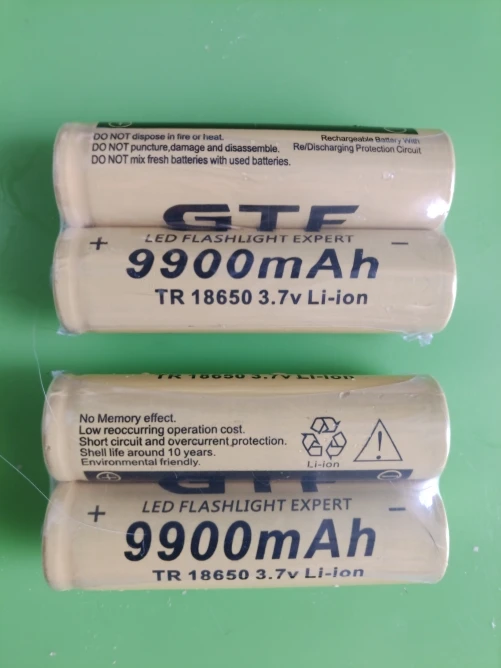 DO NOT dispose in fire or heat.
DO NOT puncture,damage and disassemble.
DO NOT mix fresh batteries with used batteries.
Rechargeable Battery With
Re/Discharging Protection Circuit
GTF
LED FLASHLIGHT EXPERT
+ 9900mAh −
TR 18650 3.7v Li-ion
TR 18650 3.7v Li-ion
No Memory effect.
Low reoccurring operation cost.
Short circuit and overcurrent,protection.
Shell life around 10 years.
Environmental friendly.
Li-ion
GTF
LED FLASHLIGHT EXPERT
+ 9900mAh −
TR 18650 3.7v Li-ion